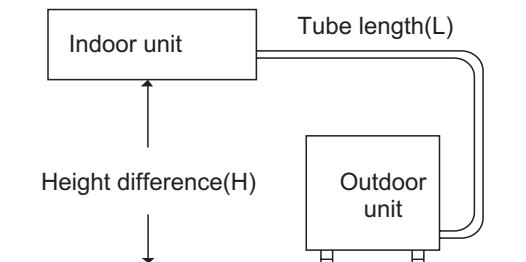 Tube length(L)
Indoor unit
Height difference(H)
Outdoor
unit